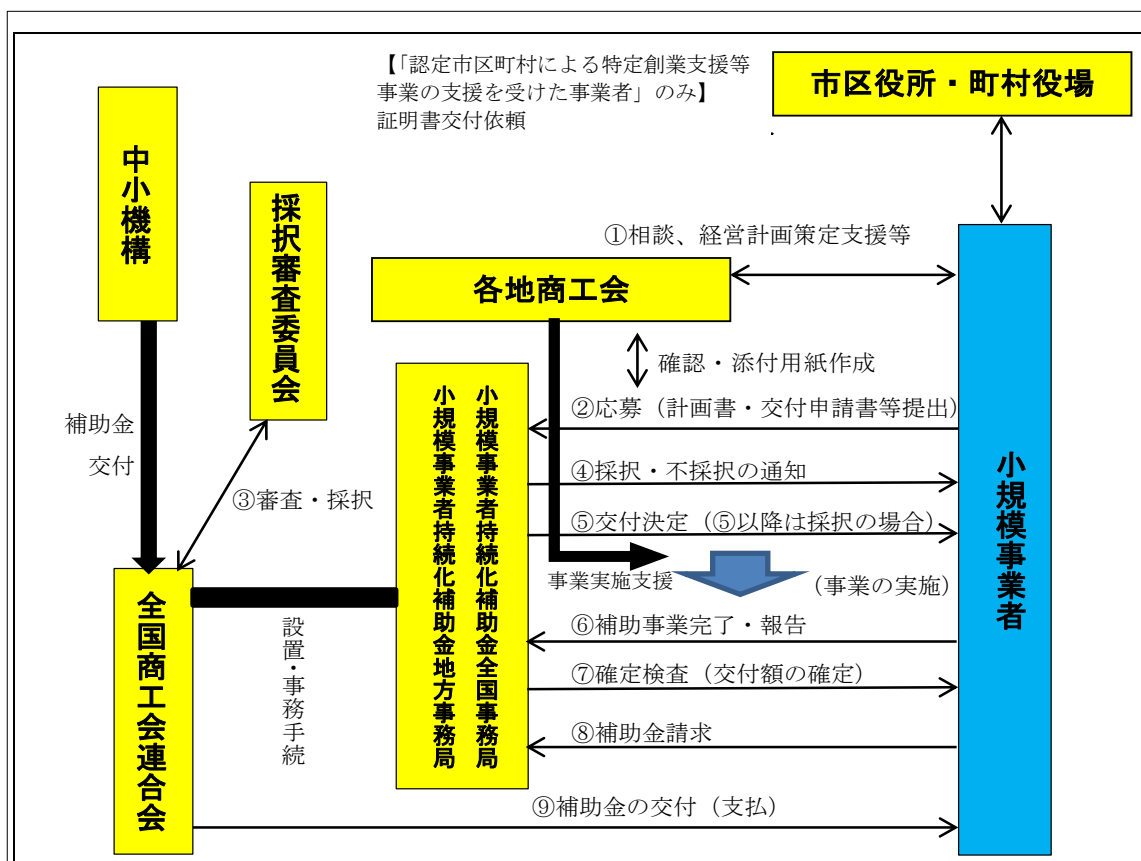 【「認定市区町村による特定創業支援等
事業の支援を受けた事業者」のみ】
証明書交付依頼
市区役所・町村役場
中小機構
採択審査委員会
①相談、経営計画策定支援等
各地商工会
確認・添付用紙作成
補助金
交付
③審査・採択
小規模事業者持続化補助金全国事務局
小規模事業者持続化補助金地方事務局
②応募（計画書・交付申請書等提出）
④採択・不採択の通知
⑤交付決定（⑤以降は採択の場合）
事業実施支援
（事業の実施）
小規模事業者
全国商工会連合会
設置・事務手続
⑥補助事業完了・報告
⑦確定検査（交付額の確定）
⑧補助金請求
⑨補助金の交付（支払）